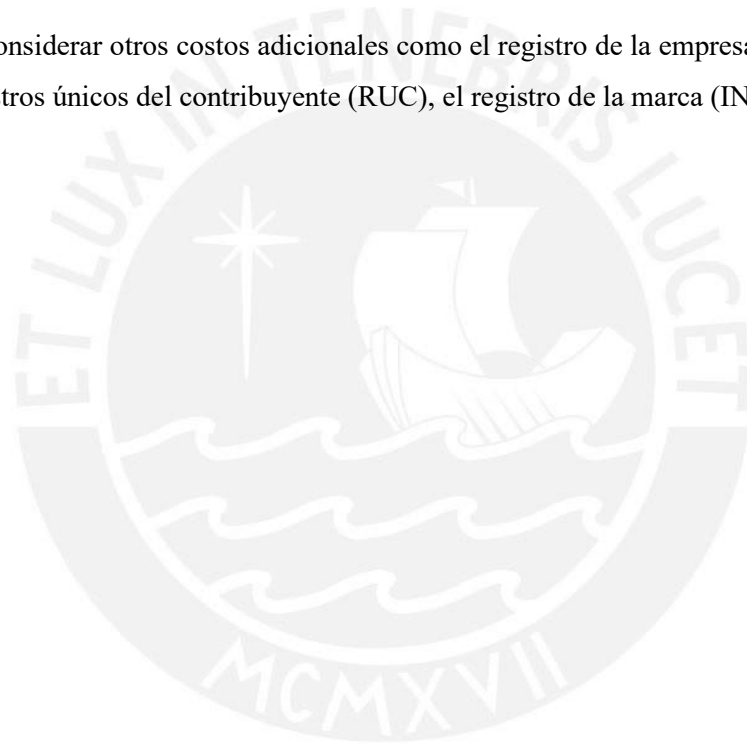 onsiderar otros costos adicionales como el registro de la empresa
tros únicos del contribuyente (RUC), el registro de la marca (IN
ET LUX IN TENEBRIS LUCET
MCMXVII